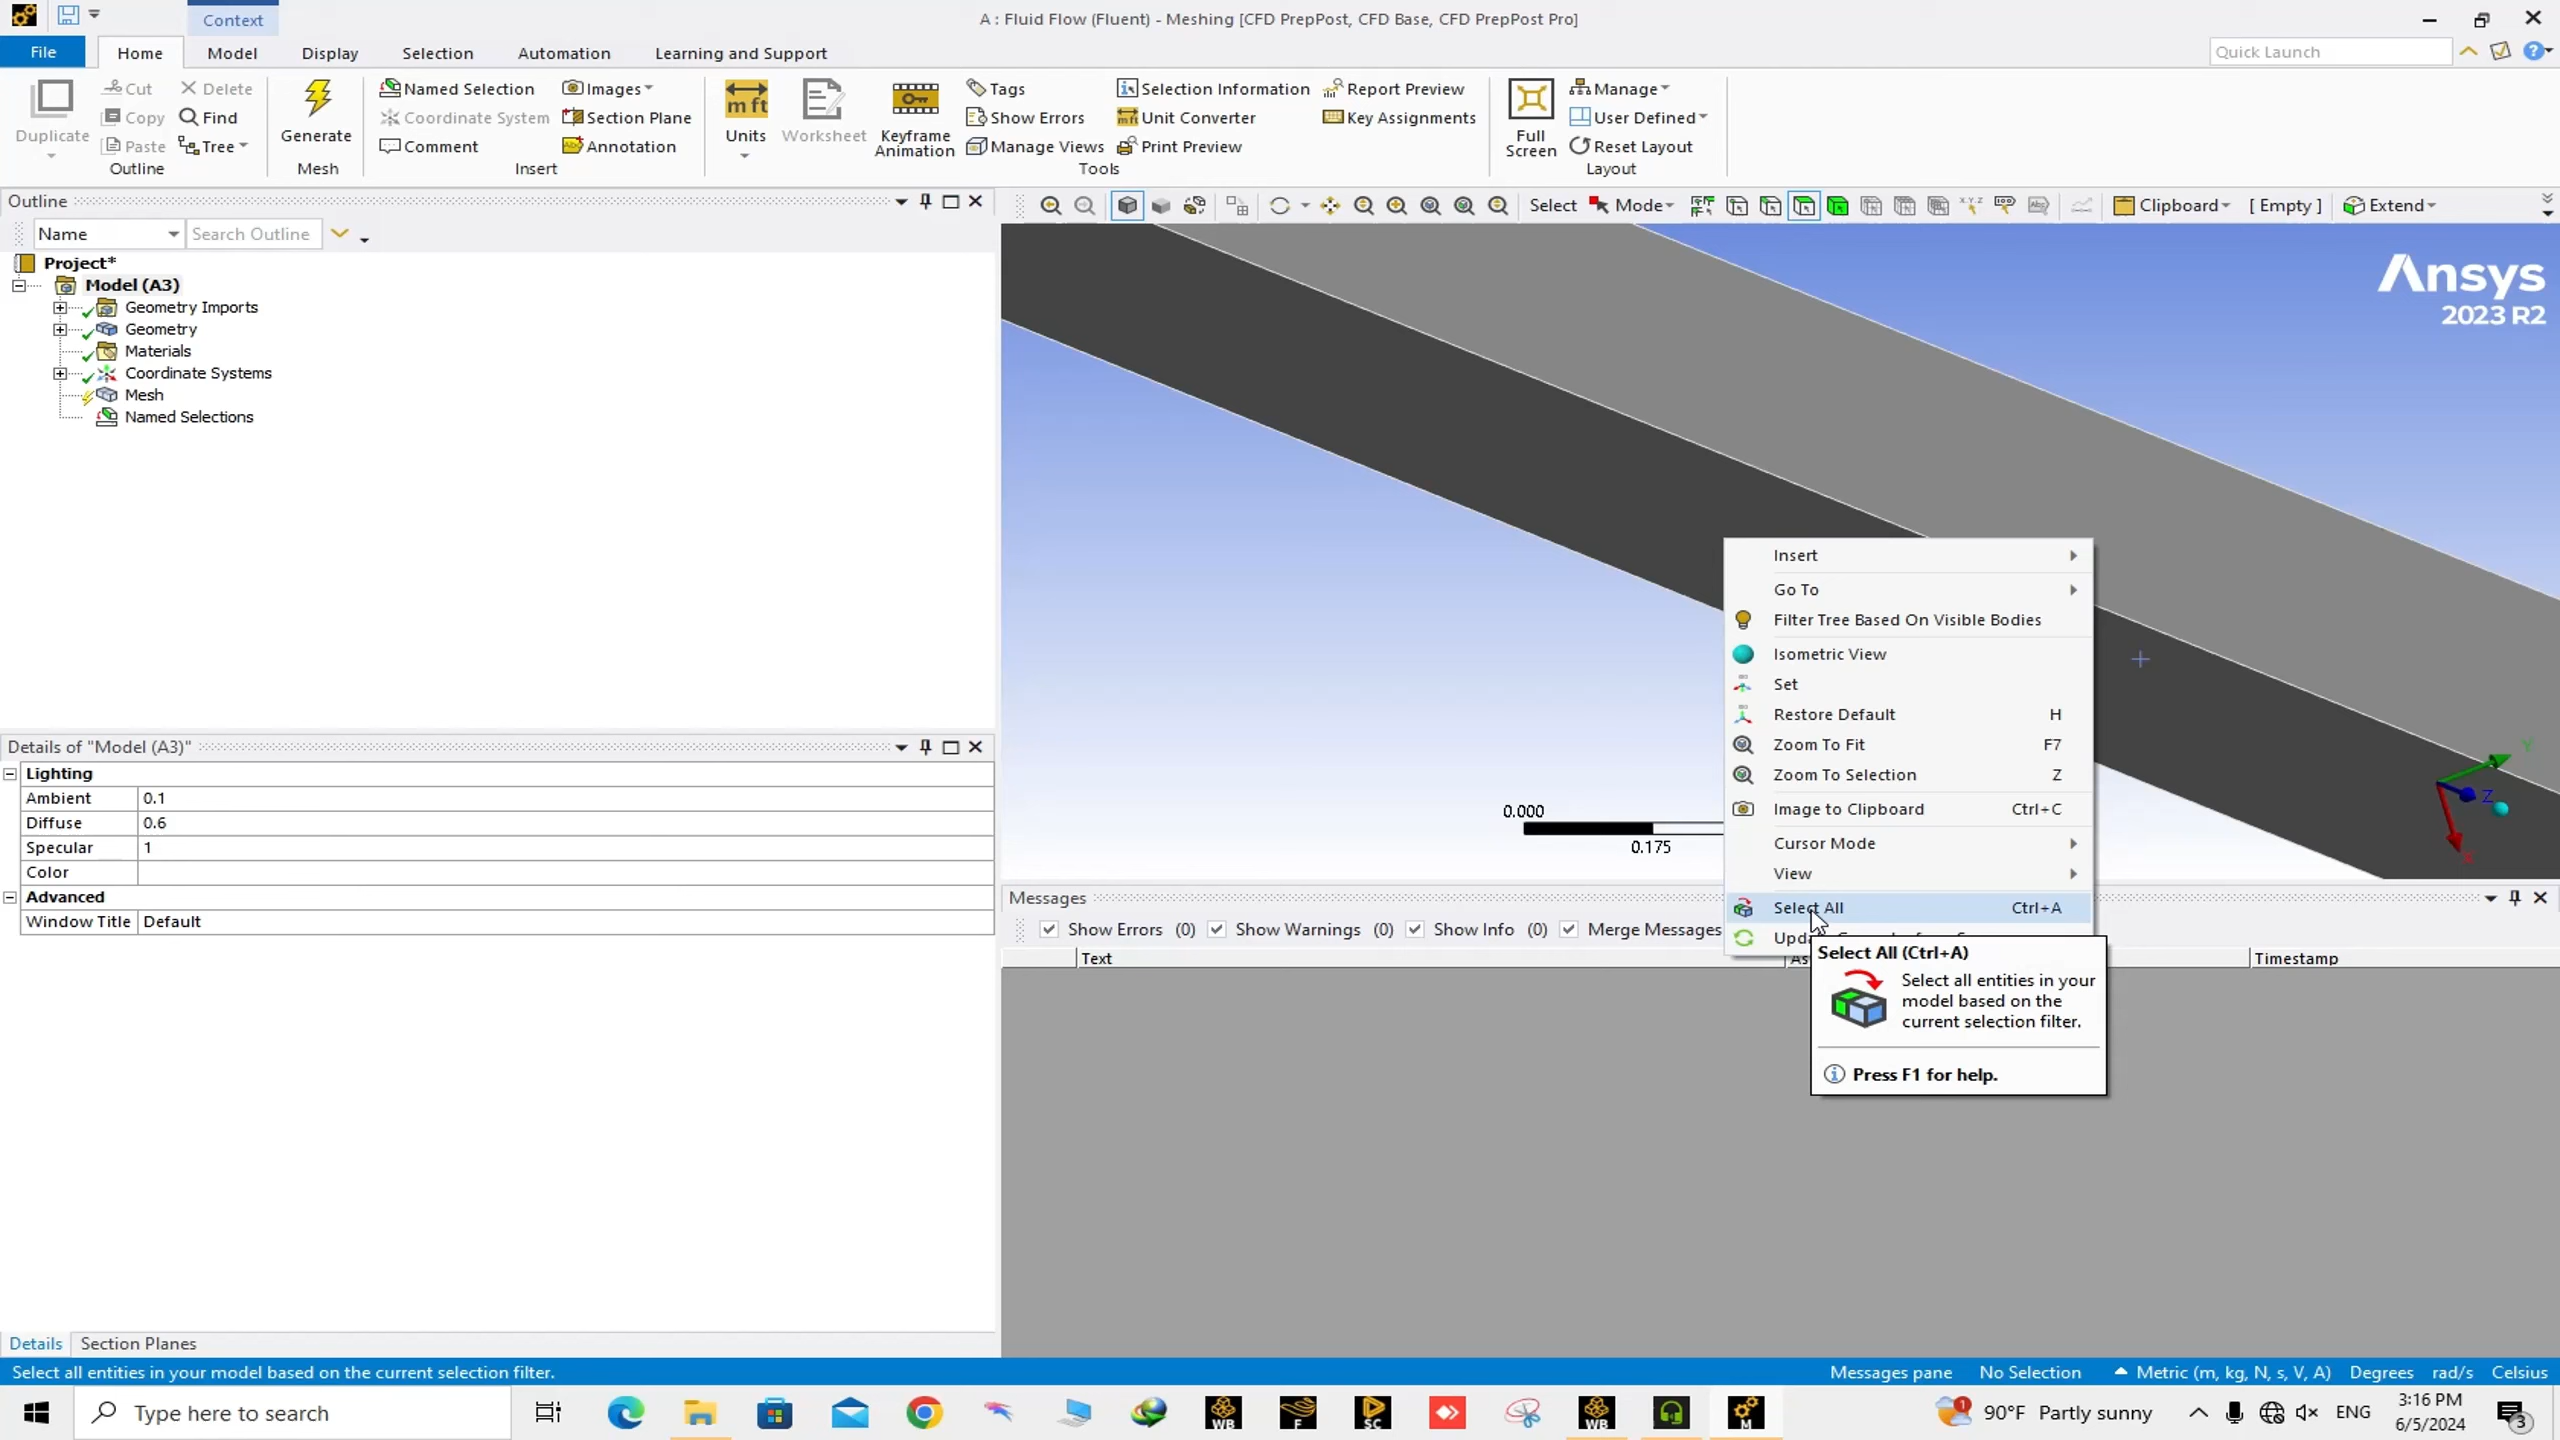 Context
A : Fluid Flow (Fluent) - Meshing [CFD PrepPost, CFD Base, CFD PrepPost Pro]
File Home Model Display Selection Automation Learning and Support
Quick Launch
Duplicate
Cut
Copy
Paste
Delete
Find
Tree
Outline
Generate
Mesh
Named Selection
Coordinate System
Comment
Images
Section Plane
Annotation
Insert
mft
Units
Worksheet
Keyframe
Animation
Tags
Show Errors
Manage Views
Selection Information
Unit Converter
Print Preview
Report Preview
Key Assignments
Tools
Full
Screen
Manage
User Defined
Reset Layout
Layout
Outline
Name
Search Outline
Project*
Model (A3)
Geometry Imports
Geometry
Materials
Coordinate Systems
Mesh
Named Selections
Select Mode Clipboard [ Empty ] Extend
Ansys
2023 R2
Insert
Go To
Filter Tree Based On Visible Bodies
Isometric View
Set
Restore Default H
Zoom To Fit F7
Zoom To Selection Z
Image to Clipboard Ctrl+C
Cursor Mode
View
Select All Ctrl+A
0.000
0.175
Y
Z
X
Details of "Model (A3)"
Lighting
Ambient 0.1
Diffuse 0.6
Specular 1
Color
Advanced
Window Title Default
Messages
Show Errors (0) Show Warnings (0) Show Info (0) Merge Messages
Text Timestamp
Select All (Ctrl+A)
Select all entities in your
model based on the
current selection filter.
Press F1 for help.
Details Section Planes
Select all entities in your model based on the current selection filter.
Messages pane No Selection Metric (m, kg, N, s, V, A) Degrees rad/s Celsius
Type here to search
WB
F
SC
WB
M
1
90°F Partly sunny
ENG
3:16 PM
6/5/2024
3